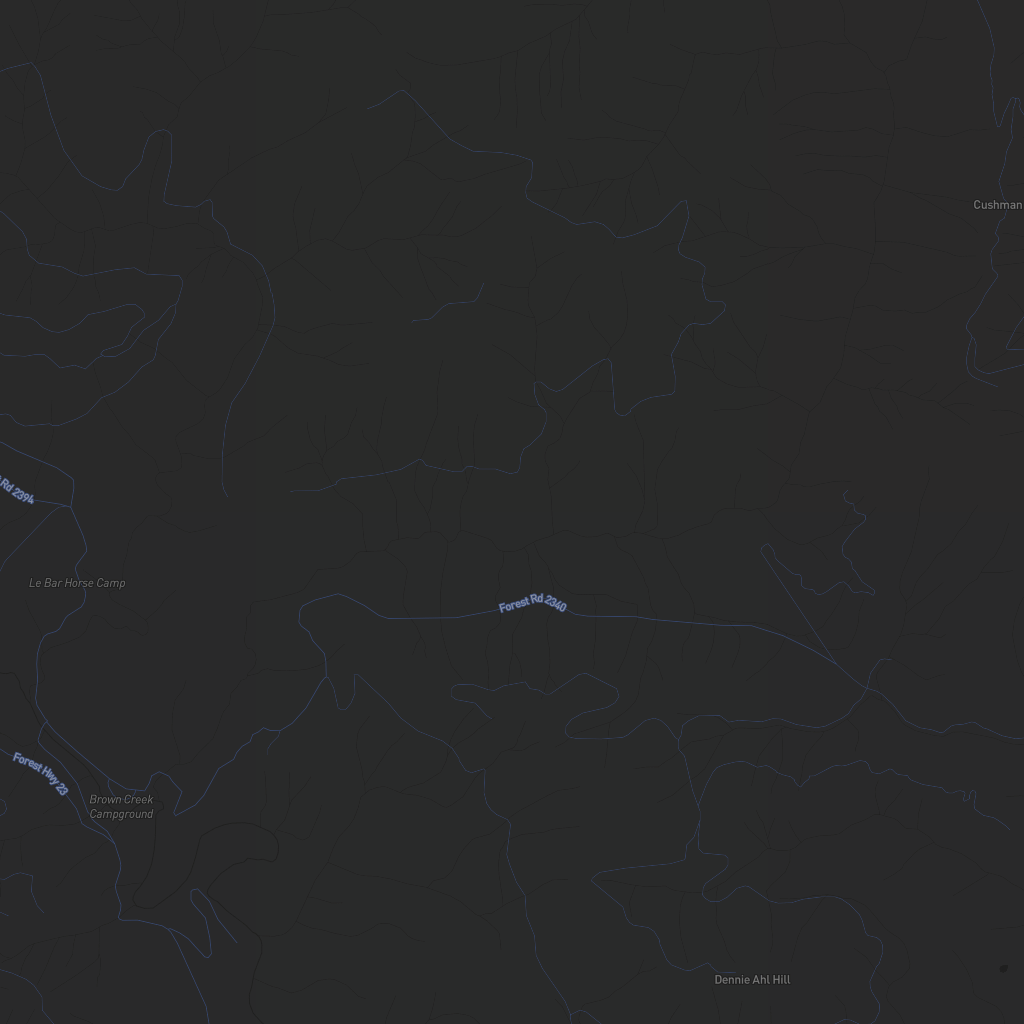 Cushman
Rd 2394
Le Bar Horse Camp
Forest Rd 2340
Forest Hwy 23
Brown Creek
Campground
Dennie Ahl Hill